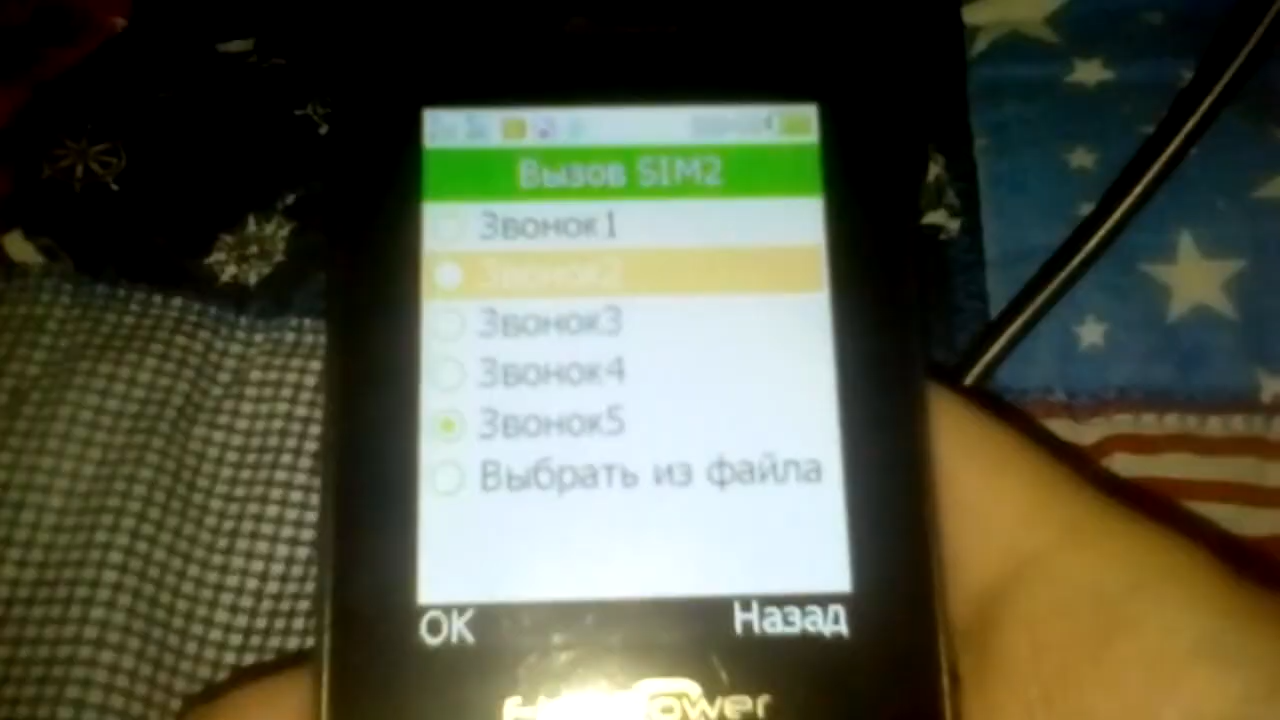 Вызов SIM2
Звонок1
Звонок2
Звонок3
Звонок4
Звонок5
Выбрать из файла
OK
Назад